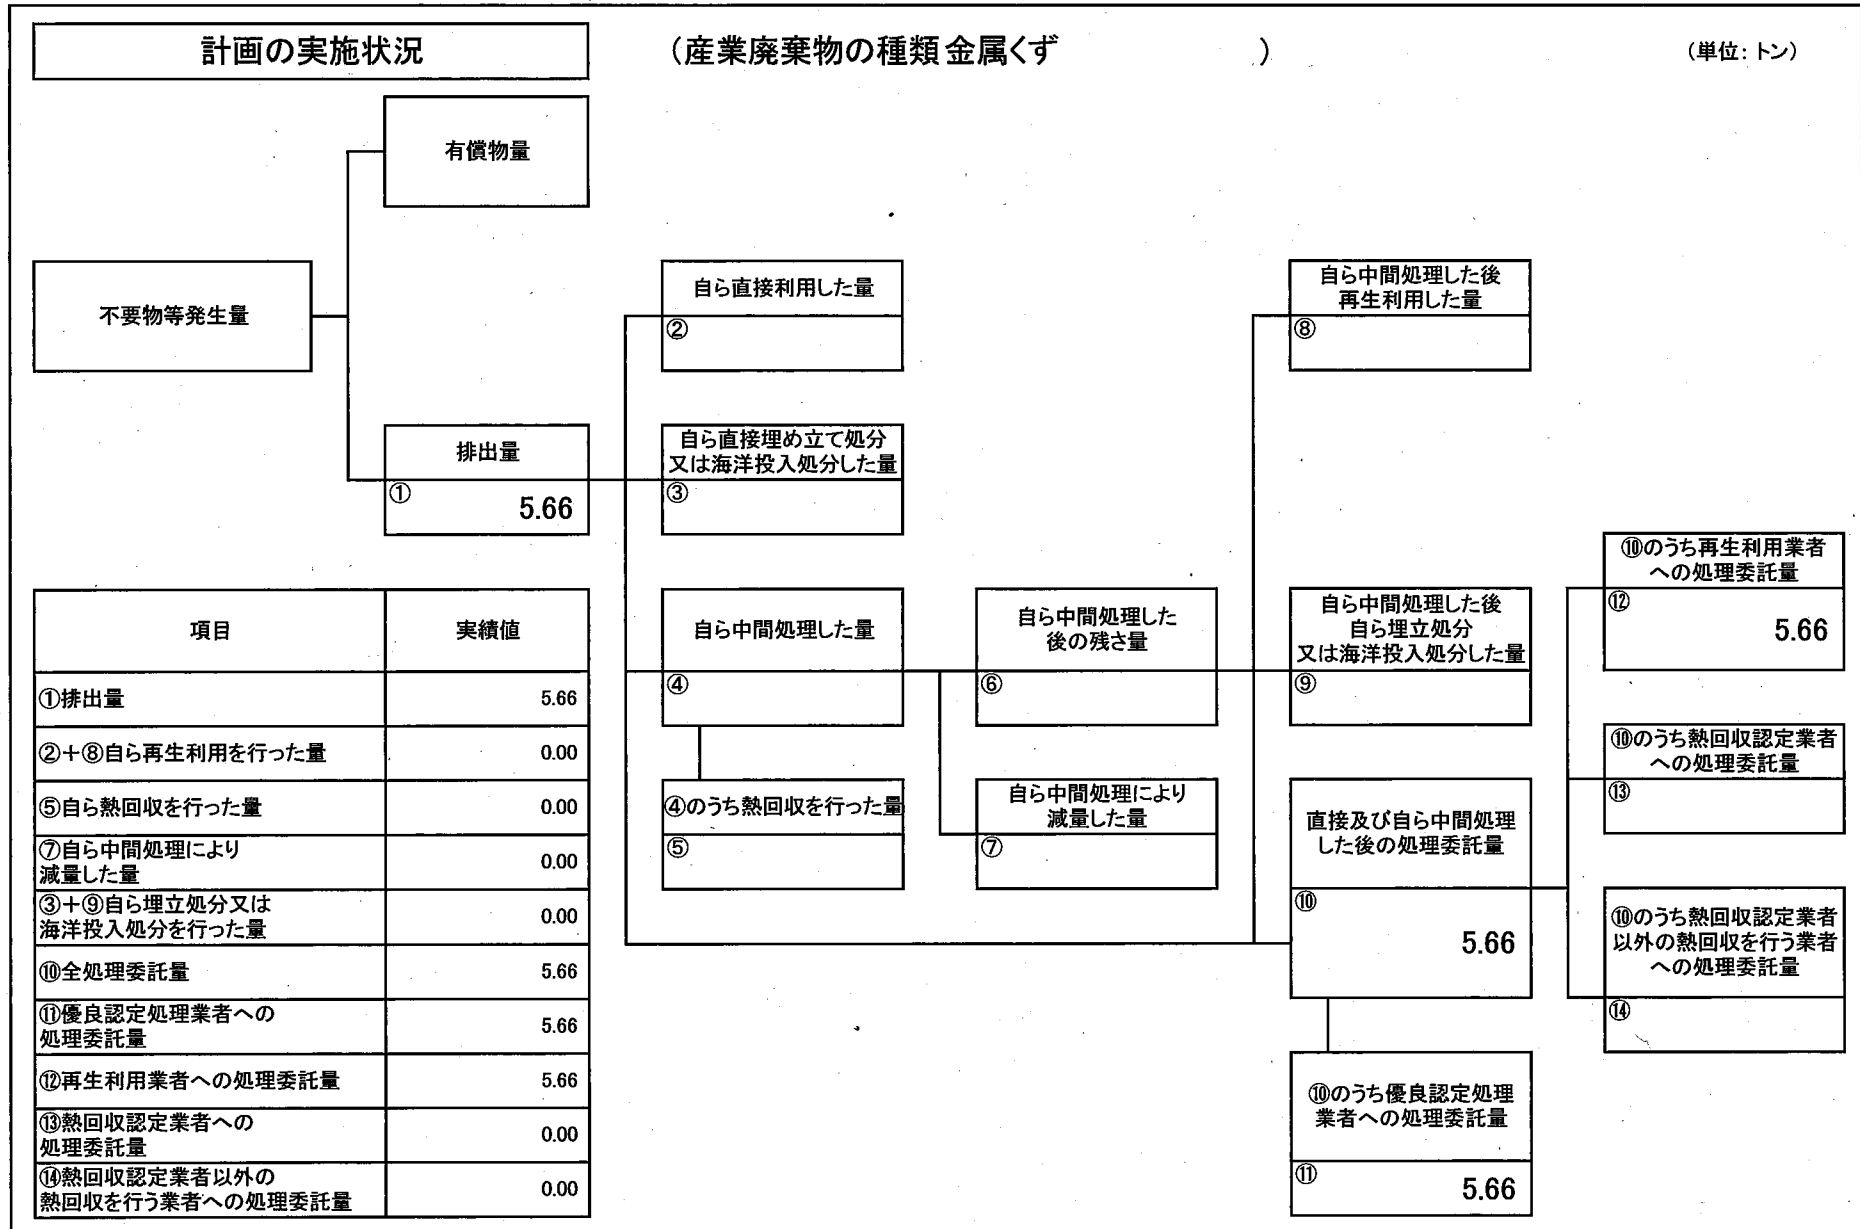 計画の実施状況
（産業廃棄物の種類 金属くず ）
（単位：トン）
有償物量
不要物等発生量
自ら直接利用した量
②
自ら中間処理した後
再生利用した量
⑧
排出量
① 5.66
自ら直接埋め立て処分
又は海洋投入処分した量
③
⑩のうち再生利用業者
への処理委託量
⑫ 5.66
自ら中間処理した量
④
自ら中間処理した
後の残さ量
⑥
自ら中間処理した後
自ら埋立処分
又は海洋投入処分した量
⑨
⑩のうち熱回収認定業者
への処理委託量
⑬
④のうち熱回収を行った量
⑤
自ら中間処理により
減量した量
⑦
直接及び自ら中間処理
した後の処理委託量
⑩ 5.66
⑩のうち熱回収認定業者
以外の熱回収を行う業者
への処理委託量
⑭
⑩のうち優良認定処理
業者への処理委託量
⑪ 5.66
項目 実績値
①排出量 5.66
②＋⑧自ら再生利用を行った量 0.00
⑤自ら熱回収を行った量 0.00
⑦自ら中間処理により
減量した量 0.00
③＋⑨自ら埋立処分又は
海洋投入処分を行った量 0.00
⑩全処理委託量 5.66
⑪優良認定処理業者への
処理委託量 5.66
⑫再生利用業者への処理委託量 5.66
⑬熱回収認定業者への
処理委託量 0.00
⑭熱回収認定業者以外の
熱回収を行う業者への処理委託量 0.00